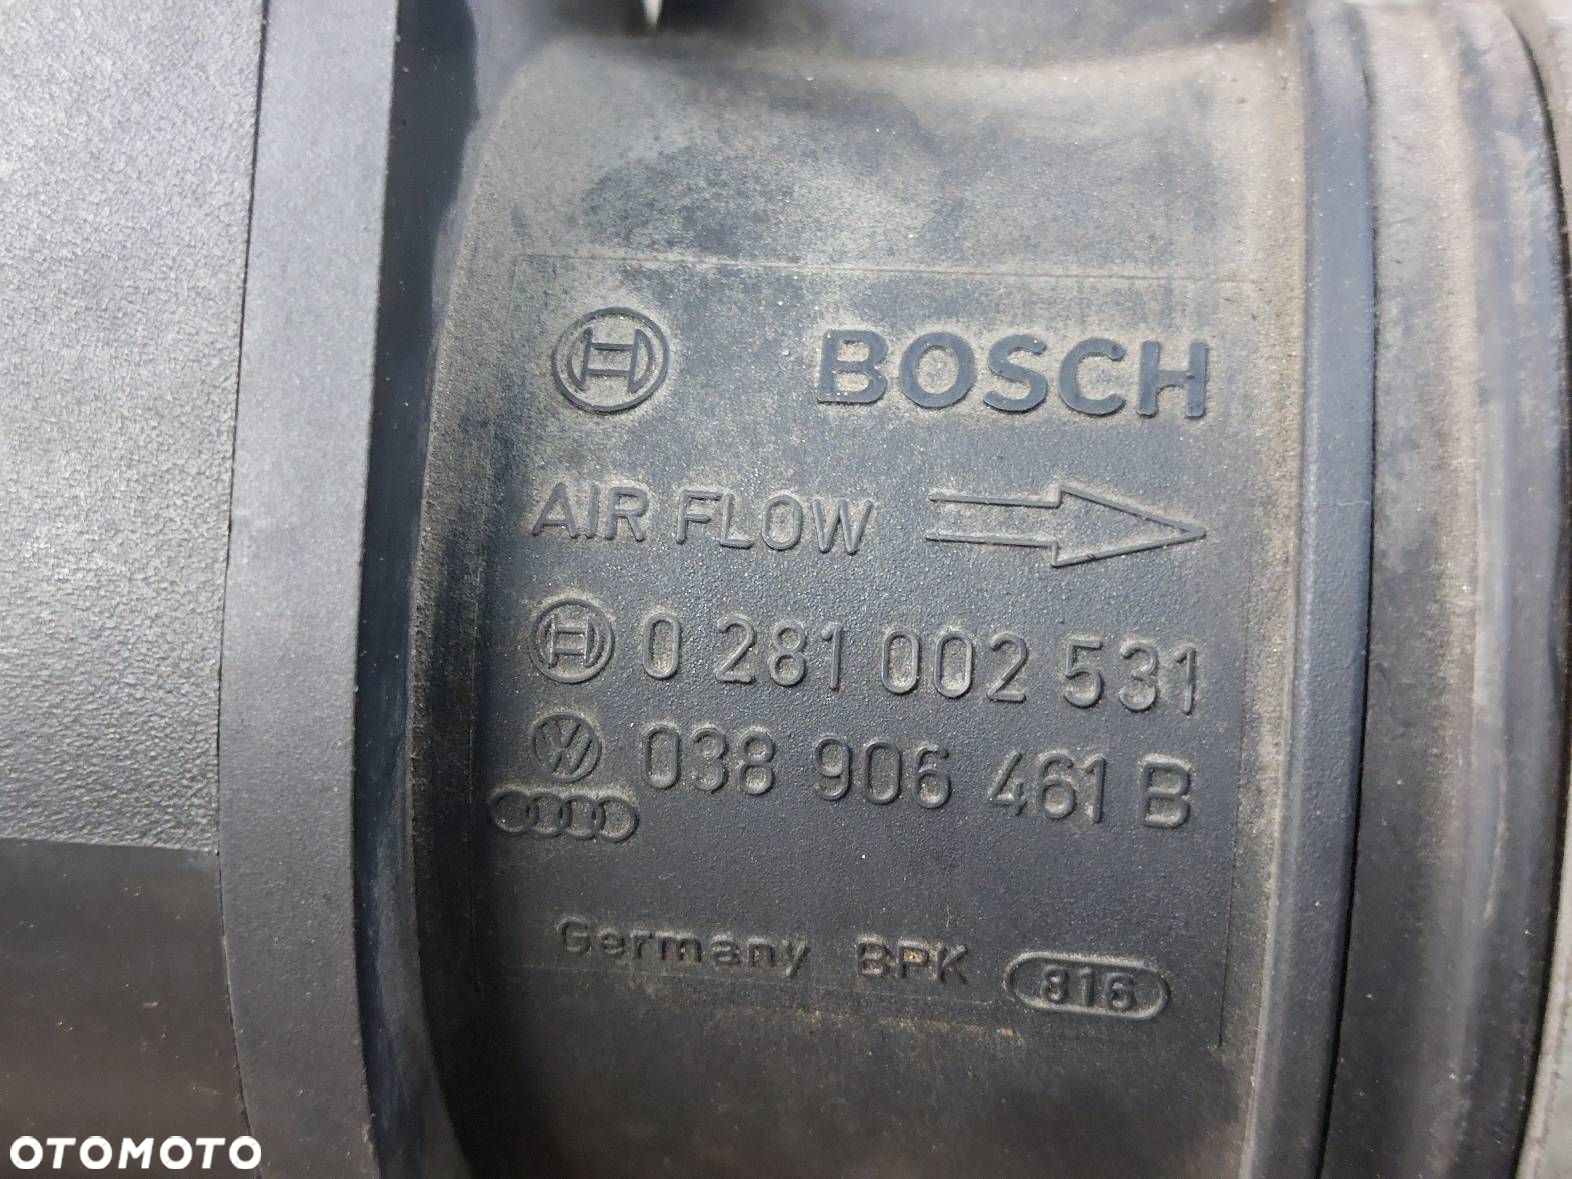 BOSCH
AIR FLOW
0 281 002 531
038 906 461 B
Germany BPK 816
OTOMOTO